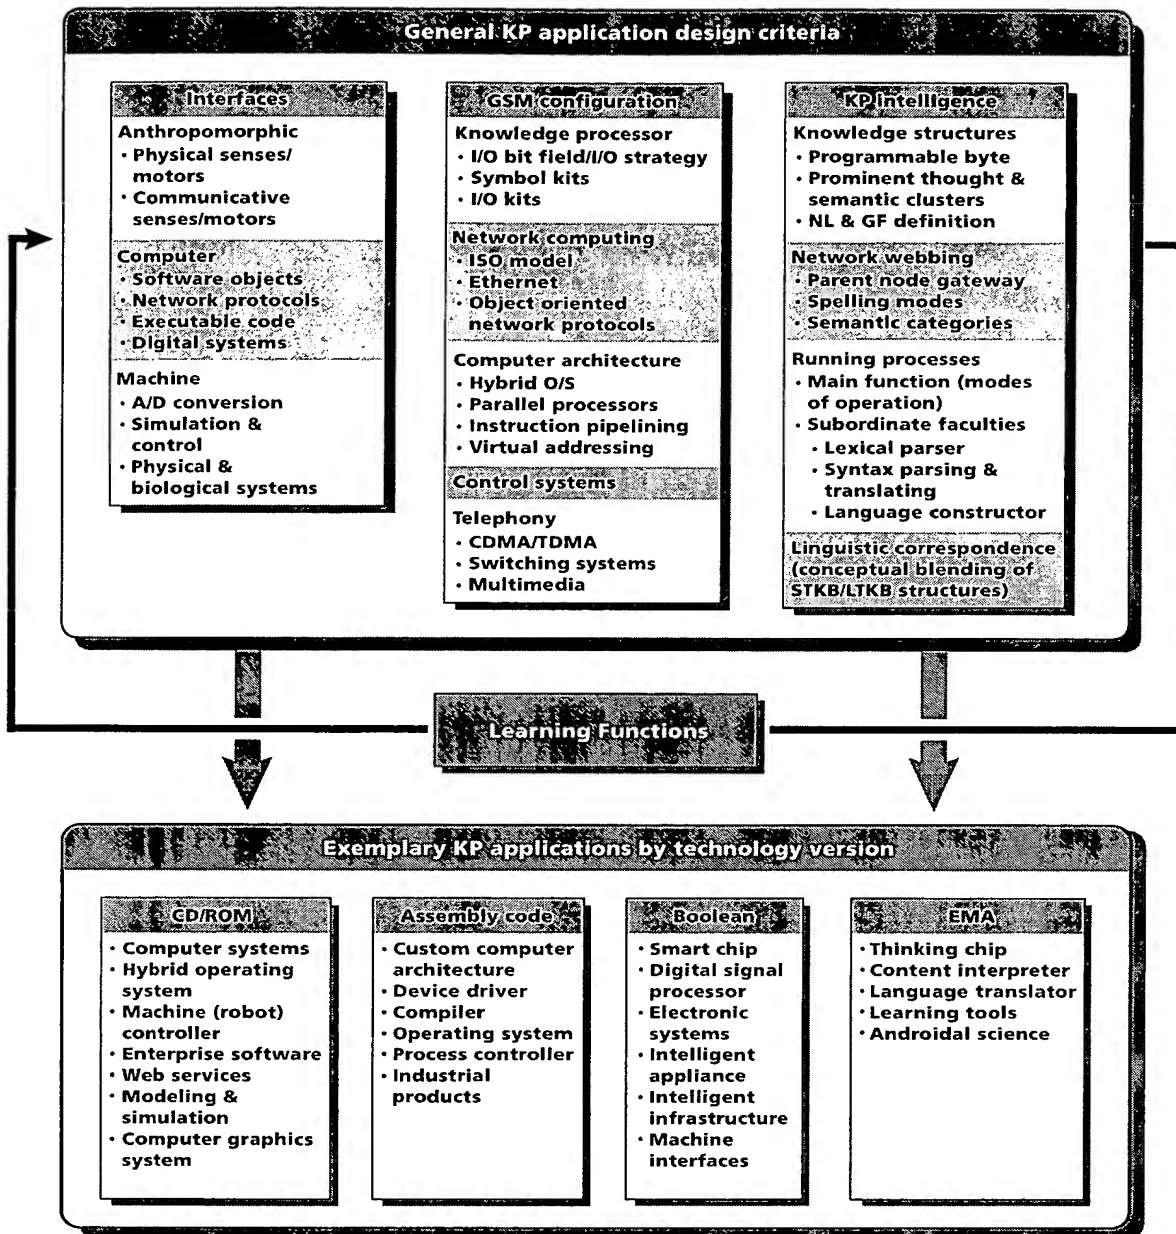 General KP application design criteria
Interfaces
Anthropomorphic
· Physical senses/
motors
· Communicative
senses/motors
Computer
· Software objects
· Network protocols
· Executable code
· Digital systems
Machine
· A/D conversion
· Simulation &
control
· Physical &
biological systems
GSM configuration
Knowledge processor
· I/O bit field/I/O strategy
· Symbol kits
· I/O kits
Network computing
· ISO model
· Ethernet
· Object oriented
network protocols
Computer architecture
· Hybrid O/S
· Parallel processors
· Instruction pipelining
· Virtual addressing
Control systems
Telephony
· CDMA/TDMA
· Switching systems
· Multimedia
KP intelligence
Knowledge structures
· Programmable byte
· Prominent thought &
semantic clusters
· NL & GF definition
Network webbing
· Parent node gateway
· Spelling modes
· Semantic categories
Running processes
· Main function (modes
of operation)
· Subordinate faculties
· Lexical parser
· Syntax parsing &
translating
· Language constructor
Linguistic correspondence
(conceptual blending of
STKB/LTKB structures)
Learning Functions
Exemplary KP applications by technology version
CD/ROM
· Computer systems
· Hybrid operating
system
· Machine (robot)
controller
· Enterprise software
· Web services
· Modeling &
simulation
· Computer graphics
system
Assembly code
· Custom computer
architecture
· Device driver
· Compiler
· Operating system
· Process controller
· Industrial
products
Boolean
· Smart chip
· Digital signal
processor
· Electronic
systems
· Intelligent
appliance
· Intelligent
infrastructure
· Machine
interfaces
EMA
· Thinking chip
· Content interpreter
· Language translator
· Learning tools
· Androidal science